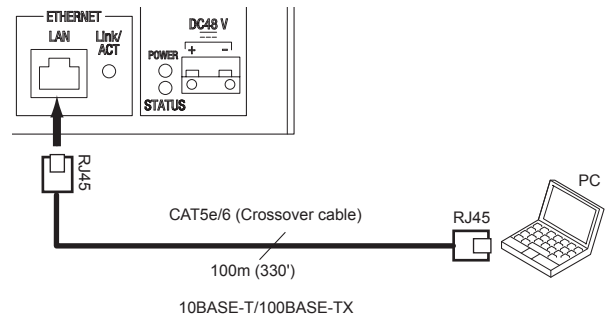 ETHERNET
LAN
Link/
ACT
DC48 V
POWER
+ -
STATUS
RJ45
CAT5e/6 (Crossover cable)
RJ45
PC
100m (330')
10BASE-T/100BASE-TX